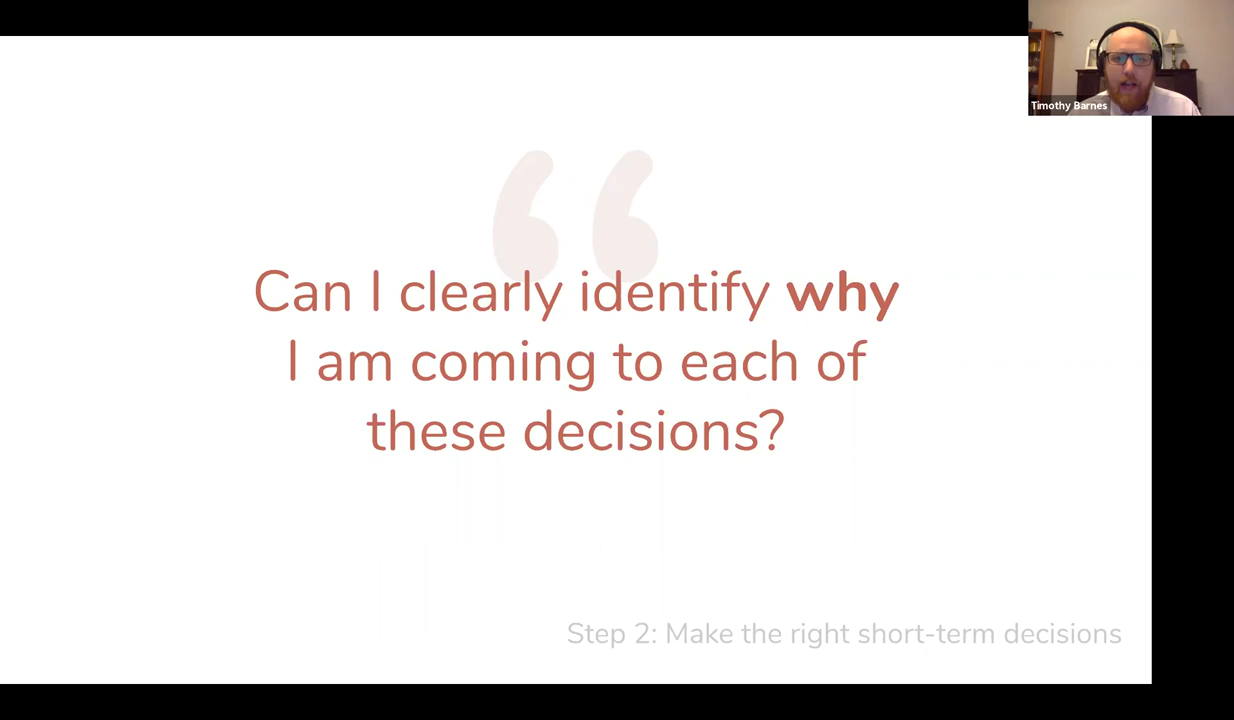 Timothy Barnes
Can I clearly identify why
I am coming to each of
these decisions?
Step 2: Make the right short-term decisions